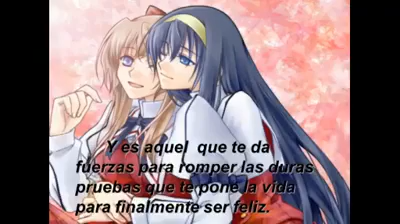 Y es aquel  que te da
fuerzas para romper las duras
pruebas que te pone la vida
para finalmente ser feliz.